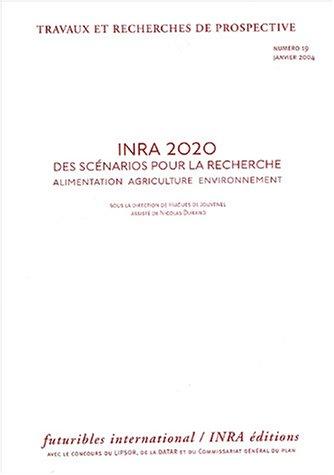 TRAVAUX ET RECHERCHES DE PROSPECTIVE
NUMÉRO 19
JANVIER 2004
INRA 2020
DES SCÉNARIOS POUR LA RECHERCHE
ALIMENTATION AGRICULTURE ENVIRONNEMENT
SOUS LA DIRECTION DE HUGUES DE JOUVENEL
ASSISTÉ DE NICOLAS DURAND
futuribles international / INRA éditions
AVEC LE CONCOURS DU LIPSOR, DE LA DATAR ET DU COMMISSARIAT GÉNÉRAL DU PLAN